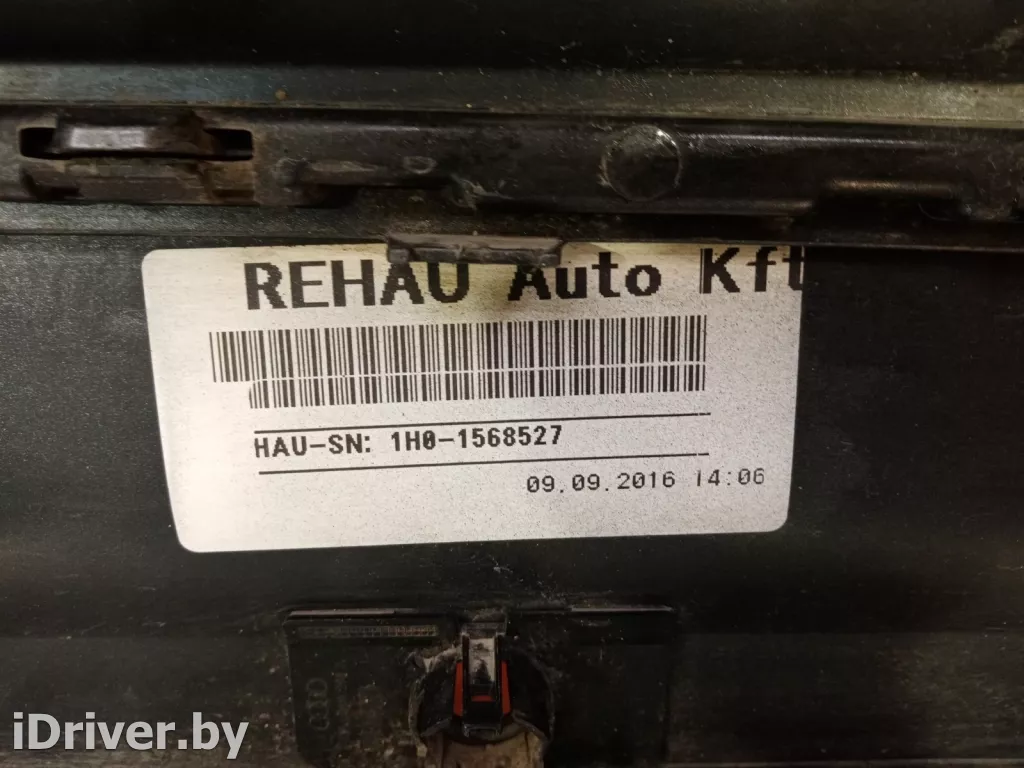 REHAU Auto Kft
HAU-SN: 1H0-1568527
09.09.2016 14:06
iDriver.by